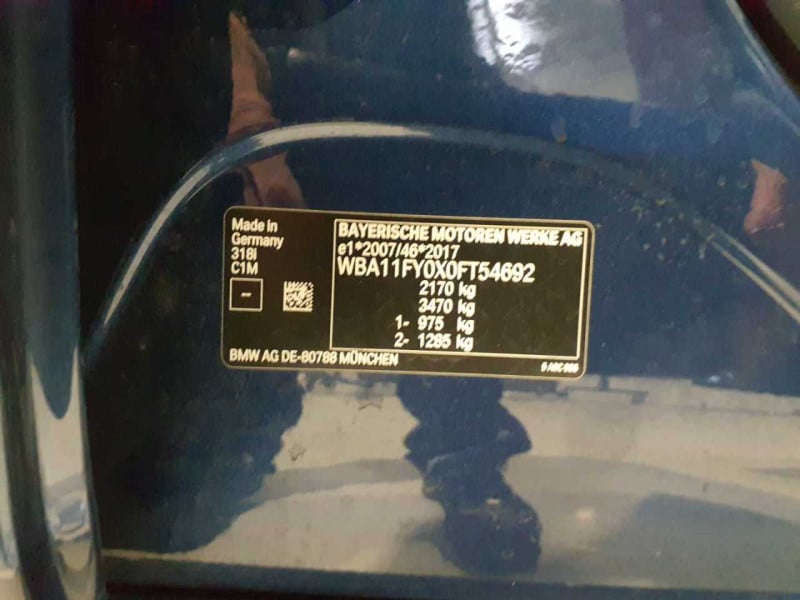 Made in
Germany
318i
C1M
BAYERISCHE MOTOREN WERKE AG
e1*2007/46*2017
WBA11FY0X0FT54692
2170 kg
3470 kg
1- 975 kg
2- 1285 kg
BMW AG DE-80788 MÜNCHEN